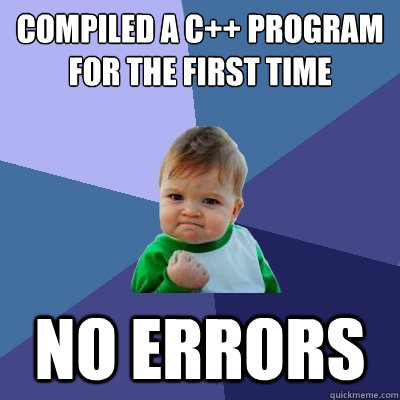 COMPILED A C++ PROGRAM
FOR THE FIRST TIME
NO ERRORS
quickmeme.com